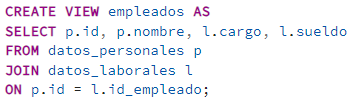 CREATE VIEW empleados AS
SELECT p.id, p.nombre, l.cargo, l.sueldo
FROM datos_personales p
JOIN datos_laborales l
ON p.id = l.id_empleado;